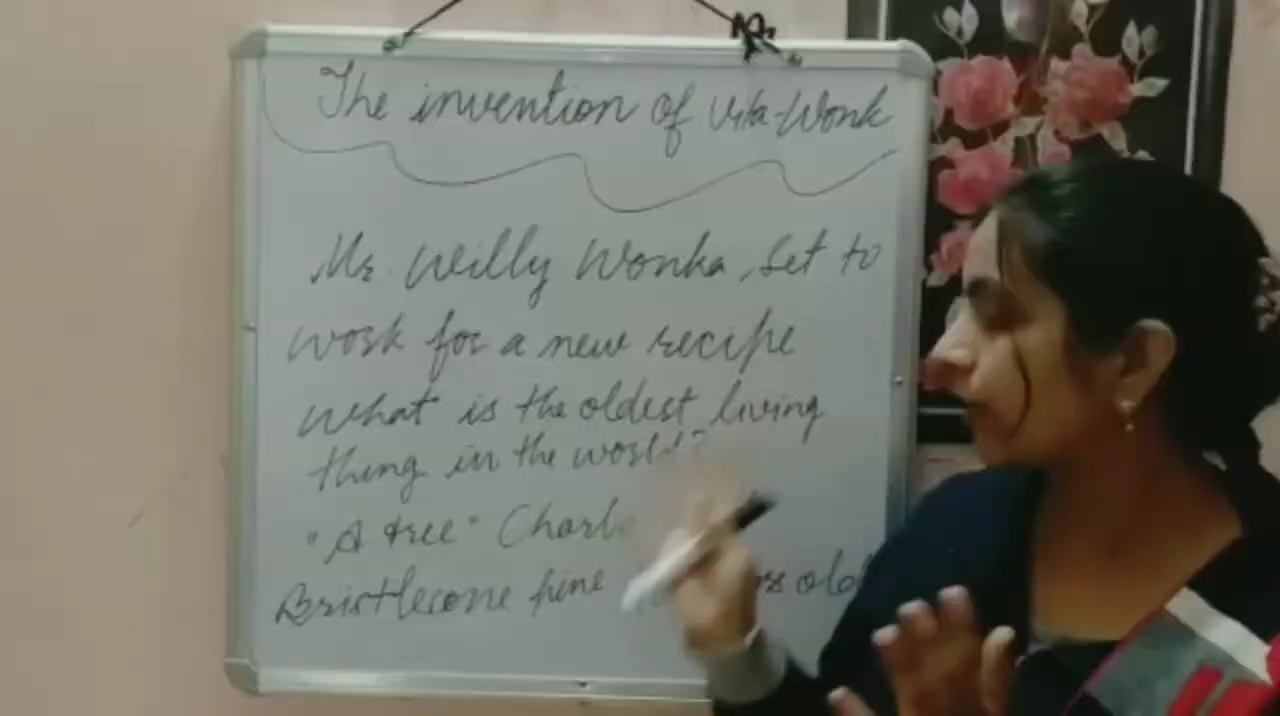 The invention of Vita-Wonk
Mr. Willy Wonka, set to
work for a new recipe
what is the oldest living
thing in the world?
"A tree" Charl
Bristlecone pine old